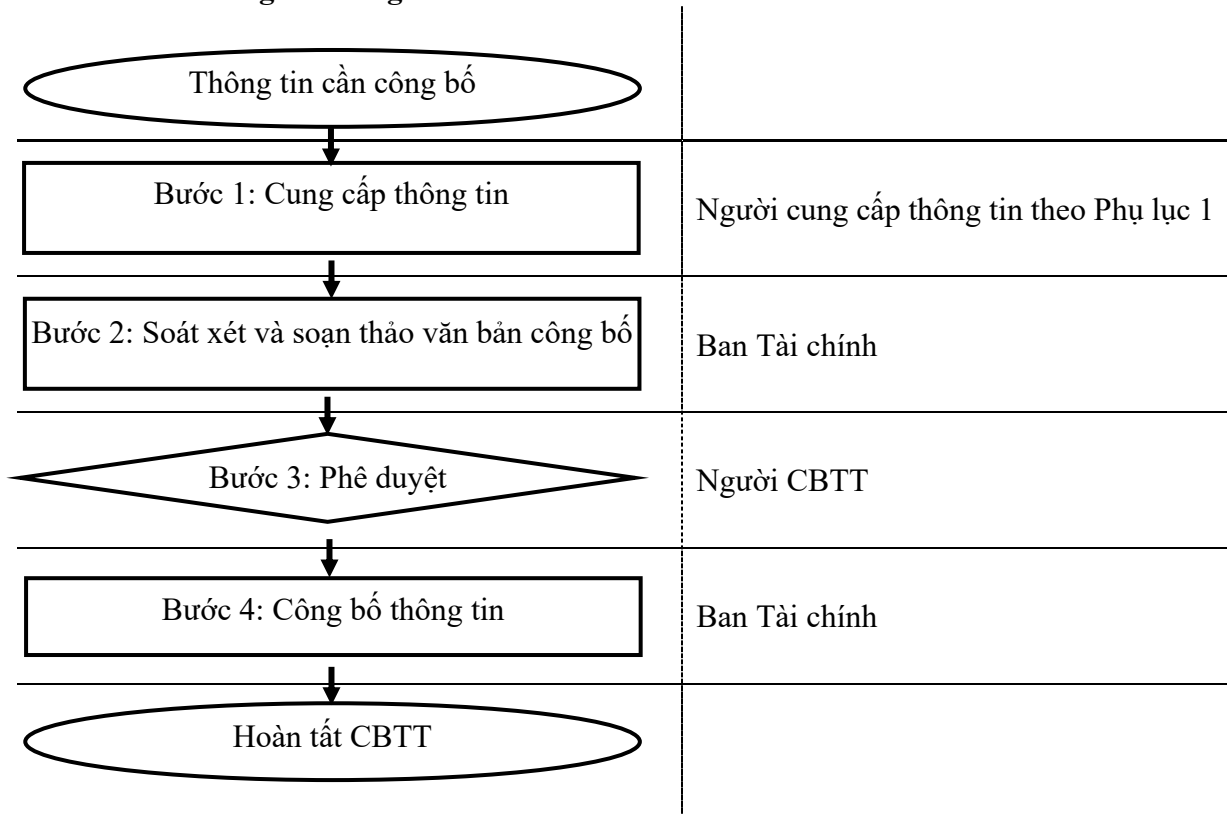 Thông tin cần công bố
Bước 1: Cung cấp thông tin
Người cung cấp thông tin theo Phụ lục 1
Bước 2: Soát xét và soạn thảo văn bản công bố
Ban Tài chính
Bước 3: Phê duyệt
Người CBTT
Bước 4: Công bố thông tin
Ban Tài chính
Hoàn tất CBTT